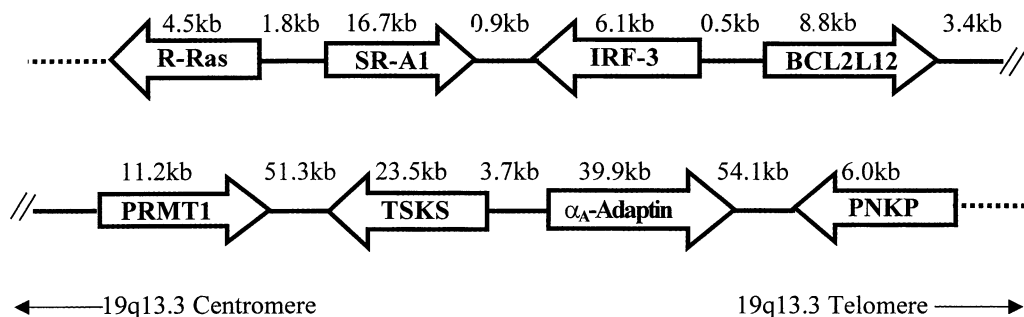 4.5kb 1.8kb 16.7kb 0.9kb 6.1kb 0.5kb 8.8kb 3.4kb
R-Ras SR-A1 IRF-3 BCL2L12
11.2kb 51.3kb 23.5kb 3.7kb 39.9kb 54.1kb 6.0kb
PRMT1 TSKS αA-Adaptin PNKP
19q13.3 Centromere 19q13.3 Telomere